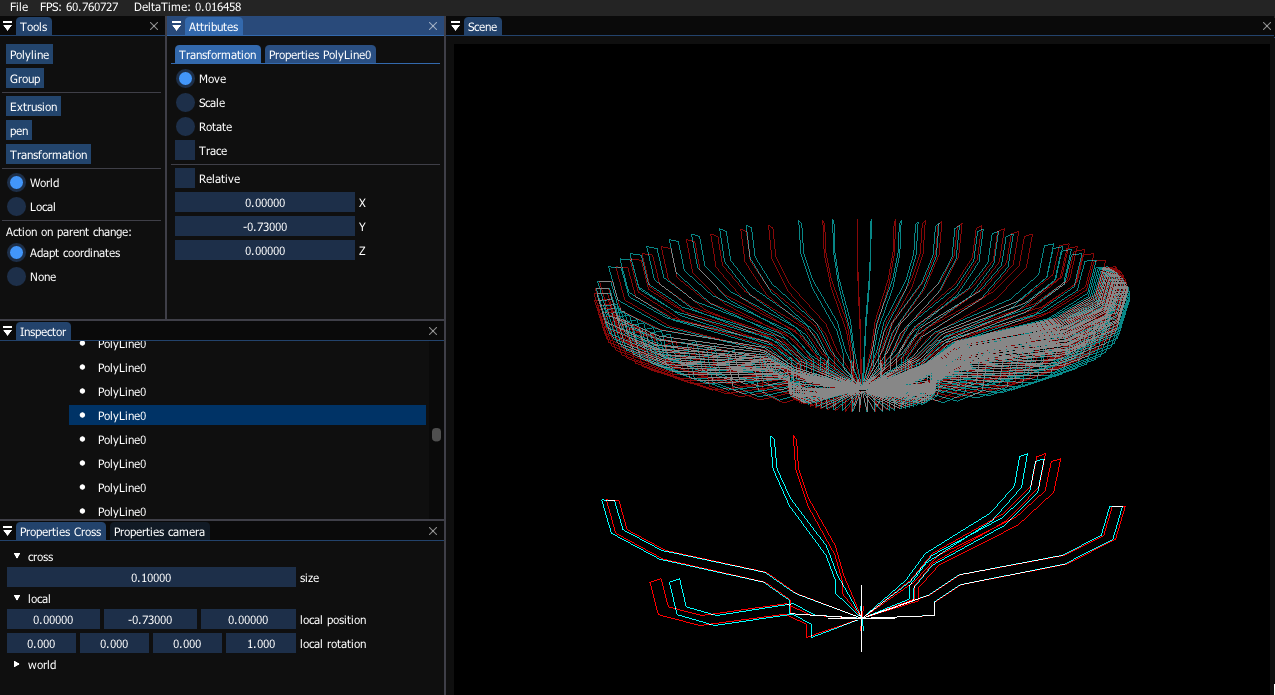 File FPS: 60.760727 DeltaTime: 0.016458
Tools
Polyline
Group
Extrusion
pen
Transformation
World
Local
Action on parent change:
Adapt coordinates
None
Attributes
Transformation Properties PolyLine0
Move
Scale
Rotate
Trace
Relative
0.00000 X
-0.73000 Y
0.00000 Z
Scene
Inspector
PolyLine0
PolyLine0
PolyLine0
PolyLine0
PolyLine0
PolyLine0
PolyLine0
PolyLine0
Properties Cross Properties camera
cross
0.10000 size
local
0.00000 -0.73000 0.00000 local position
0.000 0.000 0.000 1.000 local rotation
world